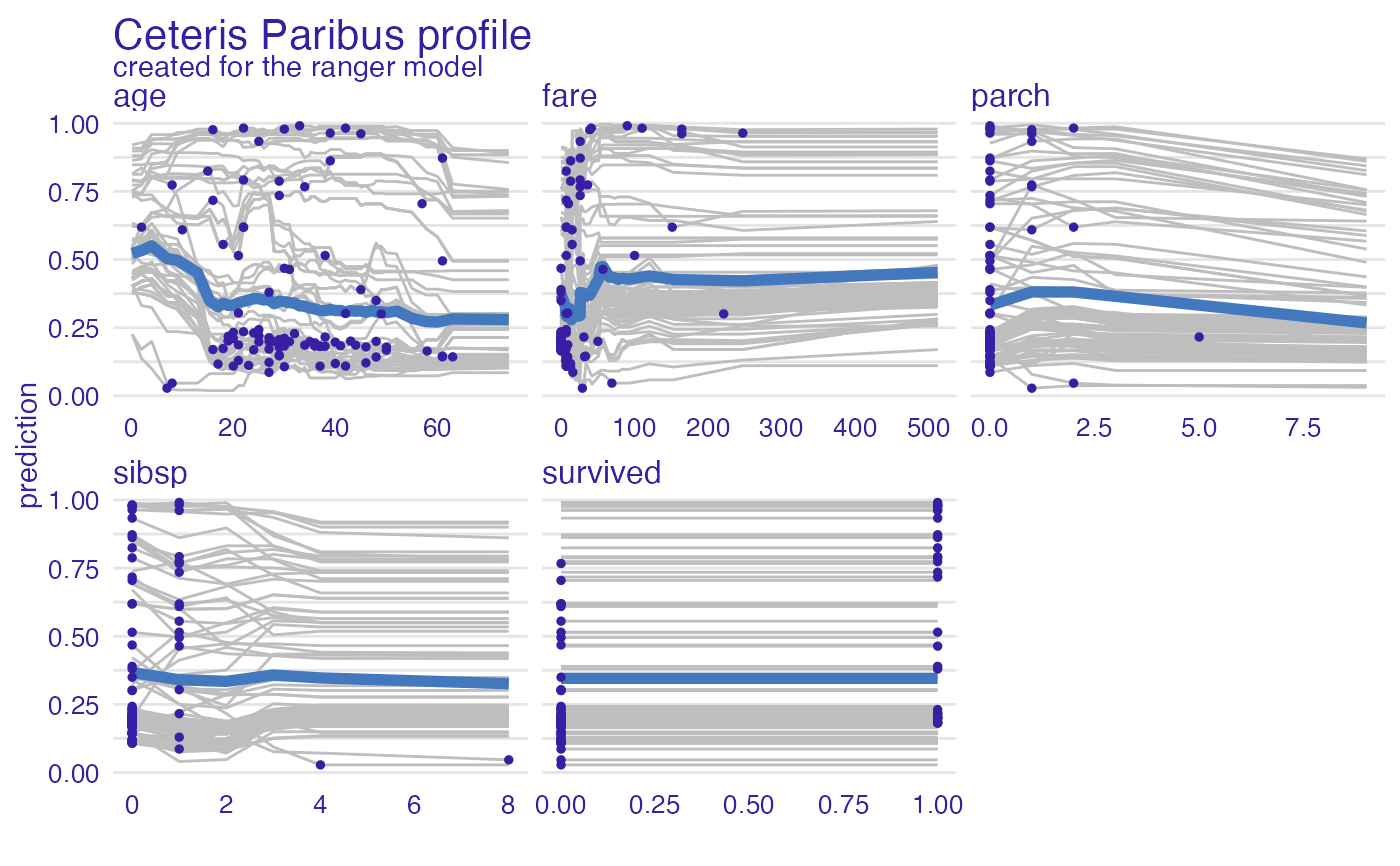 Ceteris Paribus profile
created for the ranger model
age
fare
parch
1.00
0.75
0.50
0.25
0.00
0 20 40 60
0 100 200 300 400 500
0.0 2.5 5.0 7.5
prediction
sibsp
survived
1.00
0.75
0.50
0.25
0.00
0 2 4 6 8
0.00 0.25 0.50 0.75 1.00